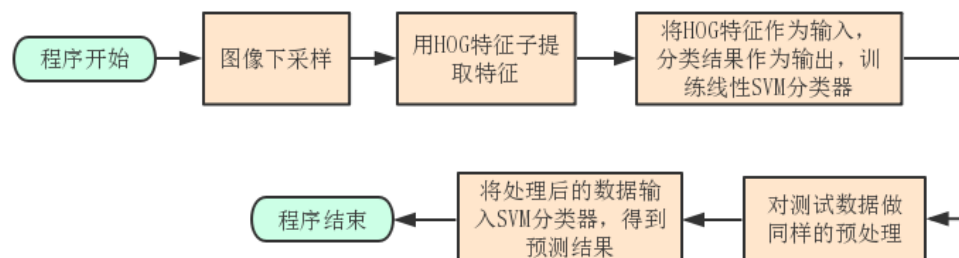 程序开始
图像下采样
用HOG特征子提
取特征
将HOG特征作为输入，
分类结果作为输出，训
练线性SVM分类器
对测试数据做
同样的预处理
将处理后的数据输
入SVM分类器，得到
预测结果
程序结束